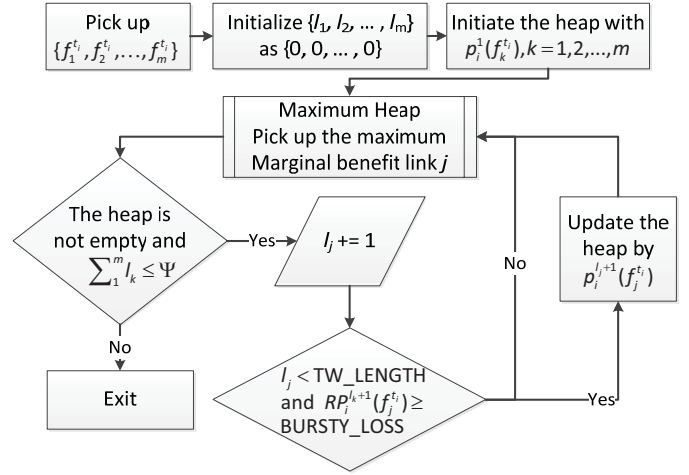 Pick up
{f_1^{t_i}, f_2^{t_i}, ..., f_m^{t_i}}
Initialize {l_1, l_2, ... , l_m}
as {0, 0, ... , 0}
Initiate the heap with
p_i^1(f_k^{t_i}), k = 1,2,...,m
Maximum Heap
Pick up the maximum
Marginal benefit link j
The heap is
not empty and
∑_1^m l_k ≤ Ψ
Yes
l_j += 1
No
Update the
heap by
p_i^{l_j+1}(f_j^{t_i})
No
Exit
l_j < TW_LENGTH
and RP_i^{l_k+1}(f_j^{t_i}) ≥
BURSTY_LOSS
Yes